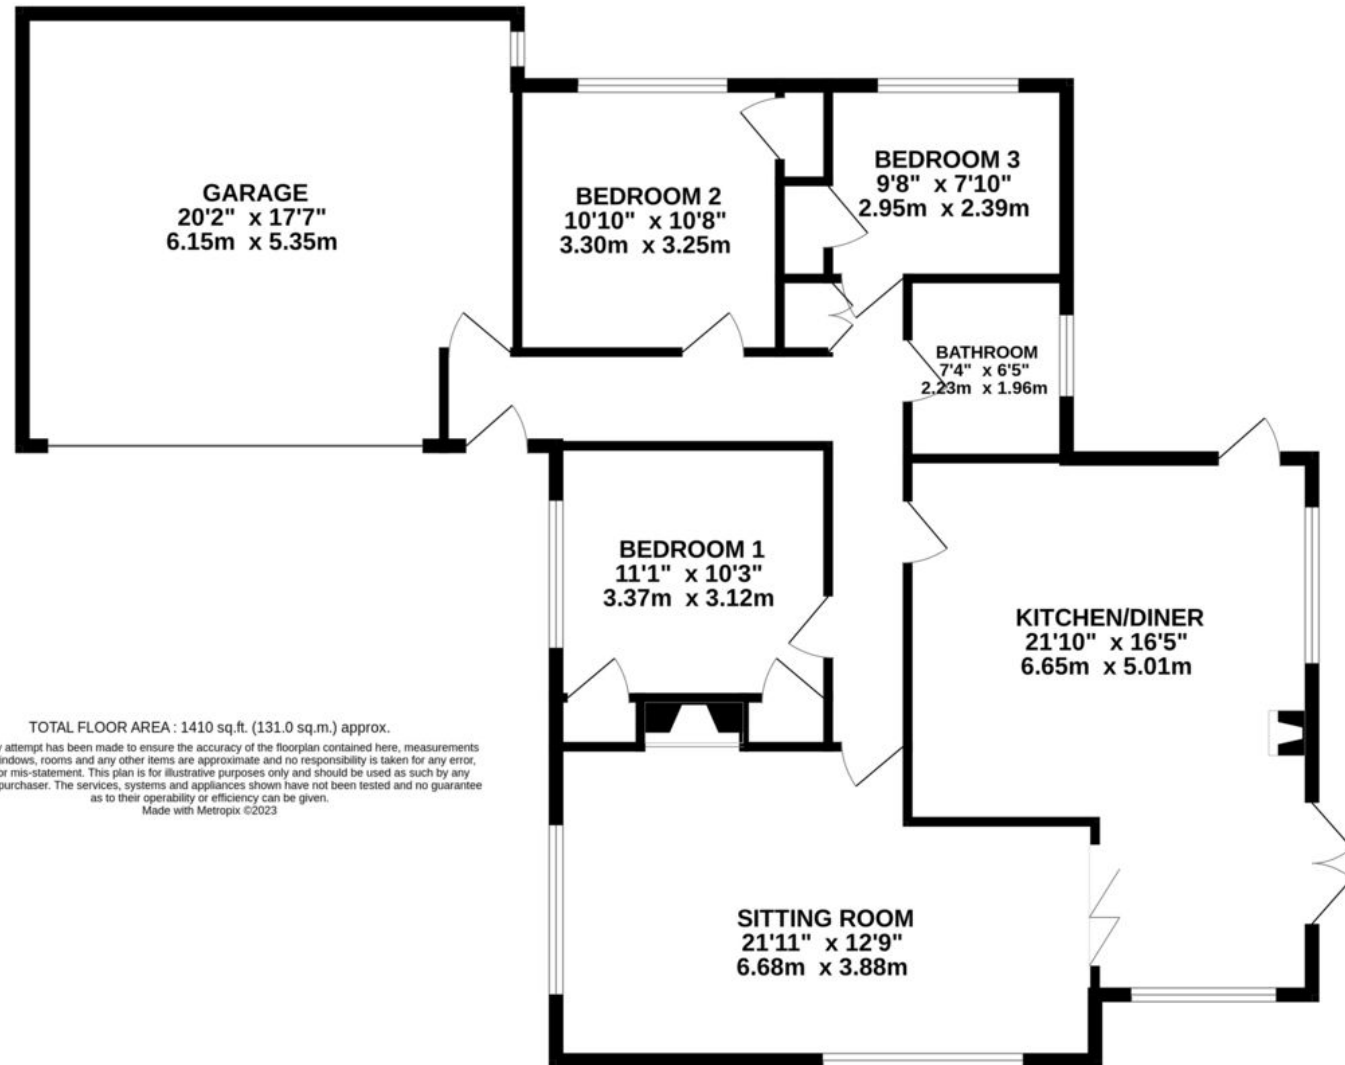 GARAGE
20'2" x 17'7"
6.15m x 5.35m
BEDROOM 2
10'10" x 10'8"
3.30m x 3.25m
BEDROOM 3
9'8" x 7'10"
2.95m x 2.39m
BATHROOM
7'4" x 6'5"
2.23m x 1.96m
BEDROOM 1
11'1" x 10'3"
3.37m x 3.12m
KITCHEN/DINER
21'10" x 16'5"
6.65m x 5.01m
SITTING ROOM
21'11" x 12'9"
6.68m x 3.88m
TOTAL FLOOR AREA : 1410 sq.ft. (131.0 sq.m.) approx.
attempt has been made to ensure the accuracy of the floorplan contained here, measurements
rooms and any other items are approximate and no responsibility is taken for any error,
or mis-statement. This plan is for illustrative purposes only and should be used as such by any
purchaser. The services, systems and appliances shown have not been tested and no guarantee
as to their operability or efficiency can be given.
Made with Metropix ©2023